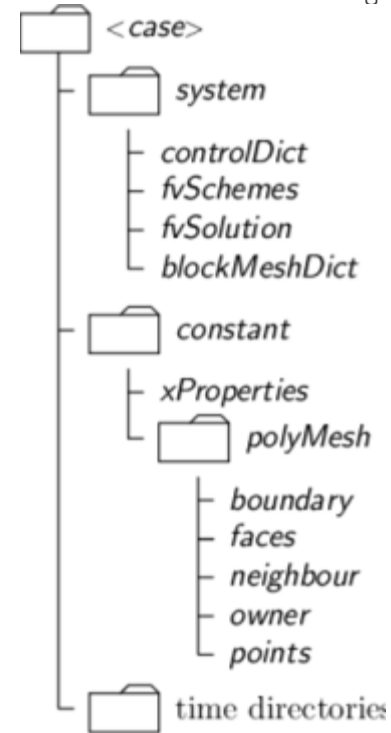 <case>
system
controlDict
fvSchemes
fvSolution
blockMeshDict
constant
xProperties
polyMesh
boundary
faces
neighbour
owner
points
time directories